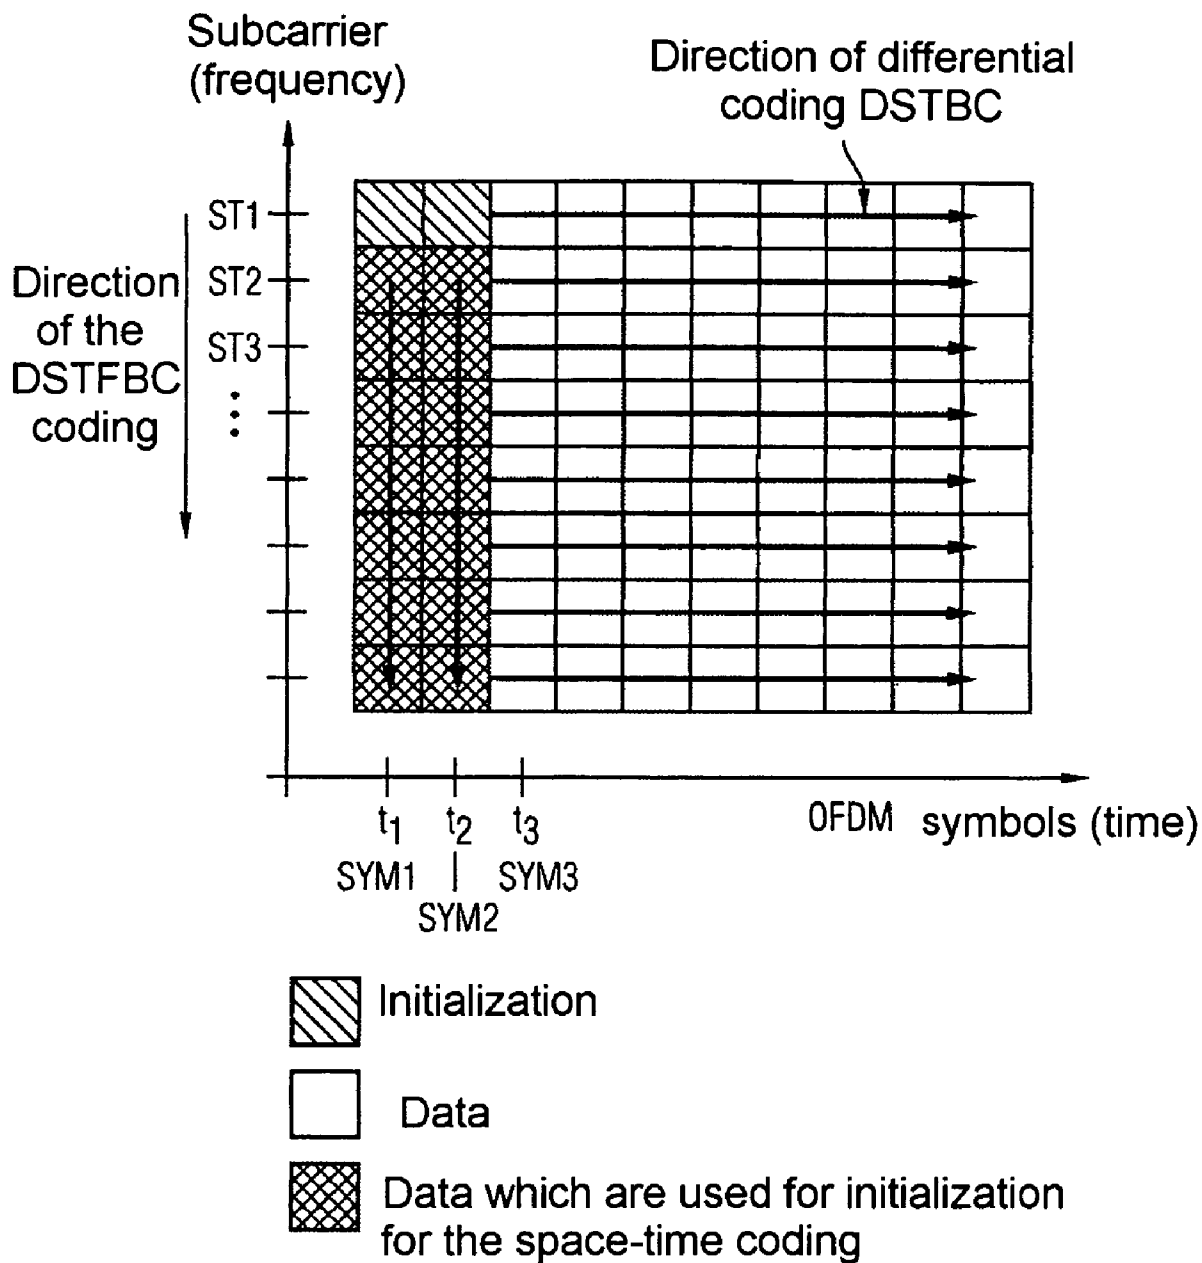 Subcarrier
(frequency)
Direction of differential
coding DSTBC
ST1
ST2
ST3
Direction
of the
DSTFBC
coding
t1 t2 t3
OFDM symbols (time)
SYM1 SYM3
SYM2
Initialization
Data
Data which are used for initialization
for the space-time coding